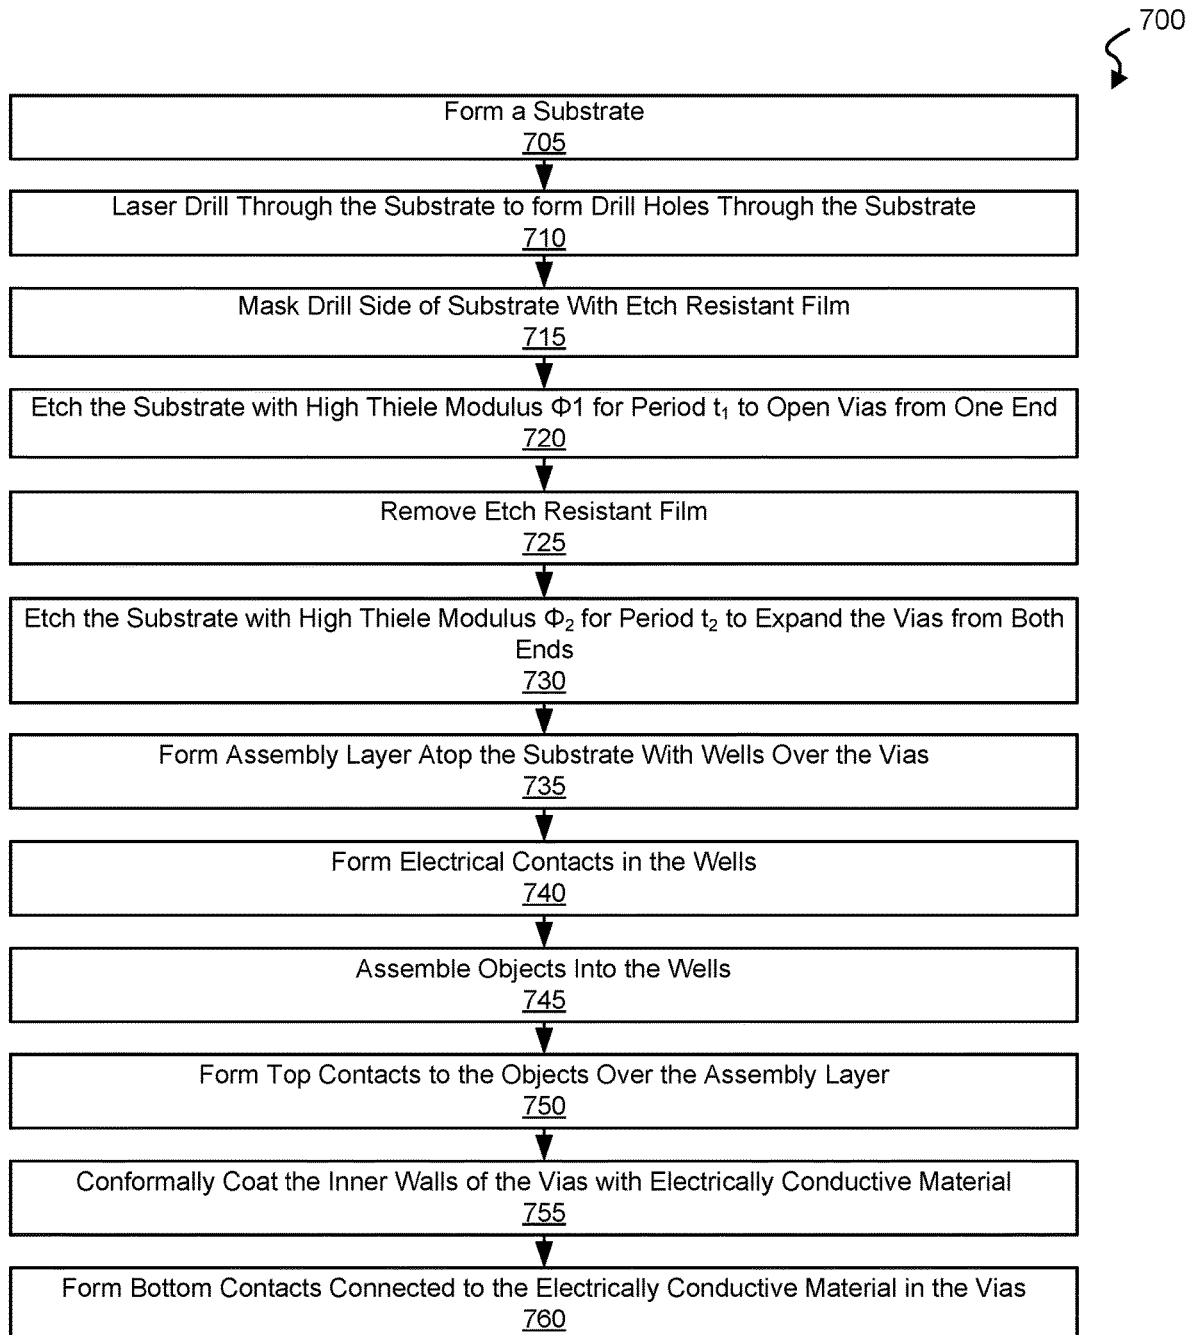 700
Form a Substrate
705
Laser Drill Through the Substrate to form Drill Holes Through the Substrate
710
Mask Drill Side of Substrate With Etch Resistant Film
715
Etch the Substrate with High Thiele Modulus Φ1 for Period t₁ to Open Vias from One End
720
Remove Etch Resistant Film
725
Etch the Substrate with High Thiele Modulus Φ₂ for Period t₂ to Expand the Vias from Both
Ends
730
Form Assembly Layer Atop the Substrate With Wells Over the Vias
735
Form Electrical Contacts in the Wells
740
Assemble Objects Into the Wells
745
Form Top Contacts to the Objects Over the Assembly Layer
750
Conformally Coat the Inner Walls of the Vias with Electrically Conductive Material
755
Form Bottom Contacts Connected to the Electrically Conductive Material in the Vias
760